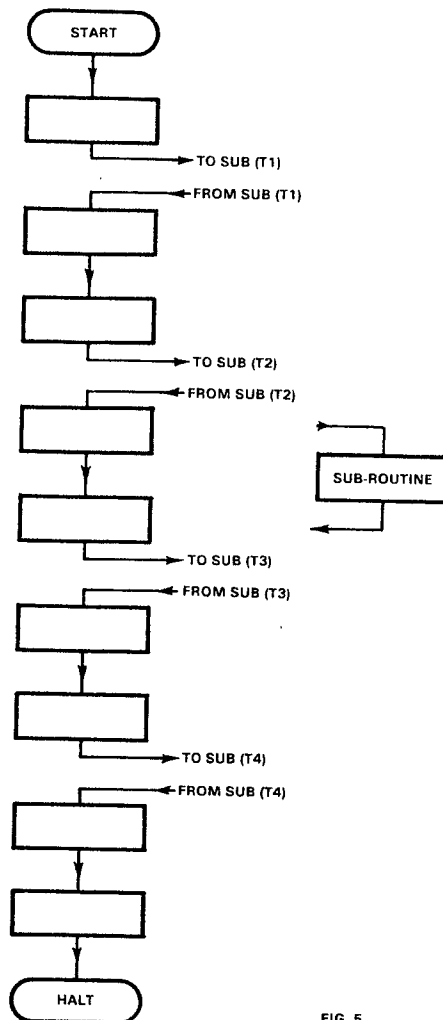 START
TO SUB (T1)
FROM SUB (T1)
TO SUB (T2)
FROM SUB (T2)
SUB-ROUTINE
TO SUB (T3)
FROM SUB (T3)
TO SUB (T4)
FROM SUB (T4)
HALT
FIG. 5